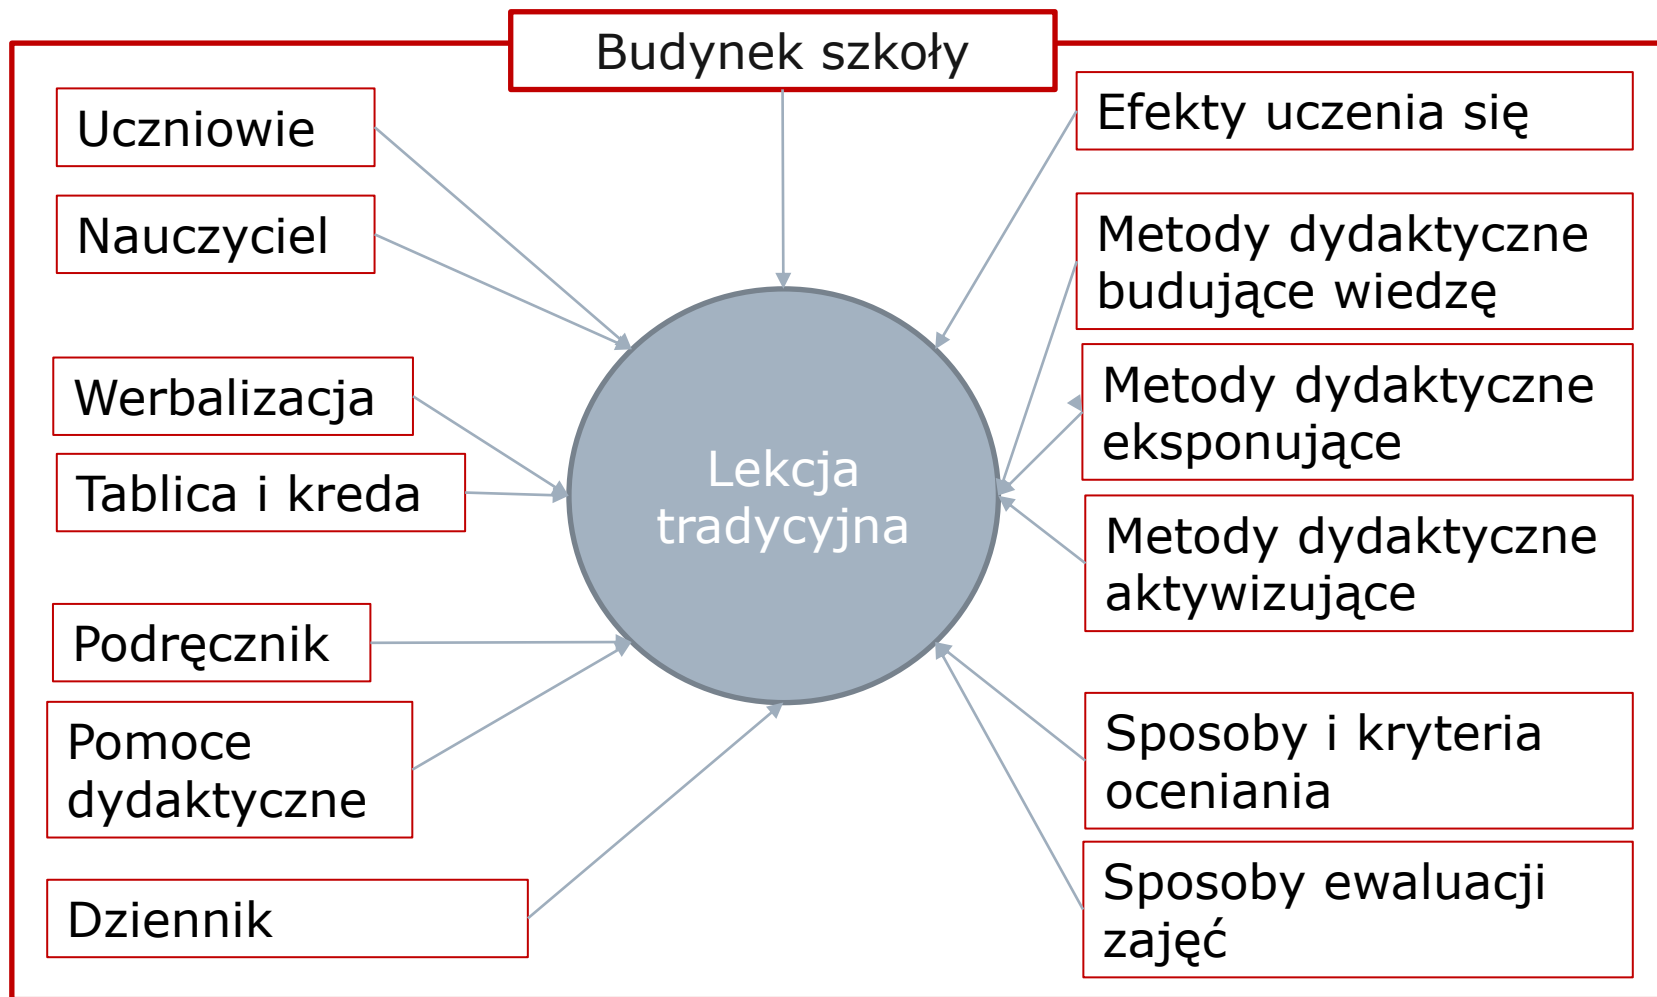 Budynek szkoły
Uczniowie
Nauczyciel
Werbalizacja
Tablica i kreda
Podręcznik
Pomoce
dydaktyczne
Dziennik
Lekcja
tradycyjna
Efekty uczenia się
Metody dydaktyczne
budujące wiedzę
Metody dydaktyczne
eksponujące
Metody dydaktyczne
aktywizujące
Sposoby i kryteria
oceniania
Sposoby ewaluacji
zajęć